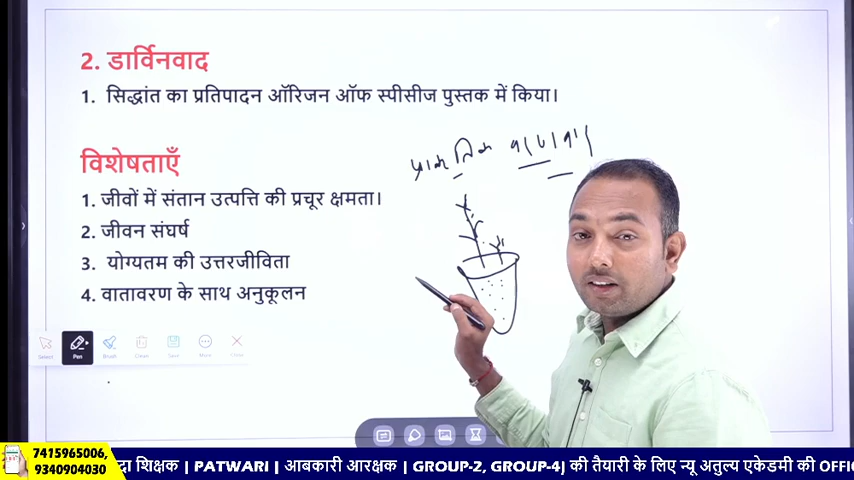 2. डार्विनवाद
1. सिद्धांत का प्रतिपादन ऑरिजन ऑफ स्पीसीज पुस्तक में किया।
विशेषताएँ
1. जीवों में संतान उत्पत्ति की प्रचूर क्षमता।
2. जीवन संघर्ष
3. योग्यतम की उत्तरजीविता
4. वातावरण के साथ अनुकूलन
Select Pen Brush Clean Save More Close
7415965006,
9340904030
शिक्षक | PATWARI | आबकारी आरक्षक | GROUP-2, GROUP-4) की तैयारी के लिए न्यू अतुल्य एकेडमी की OFFIC